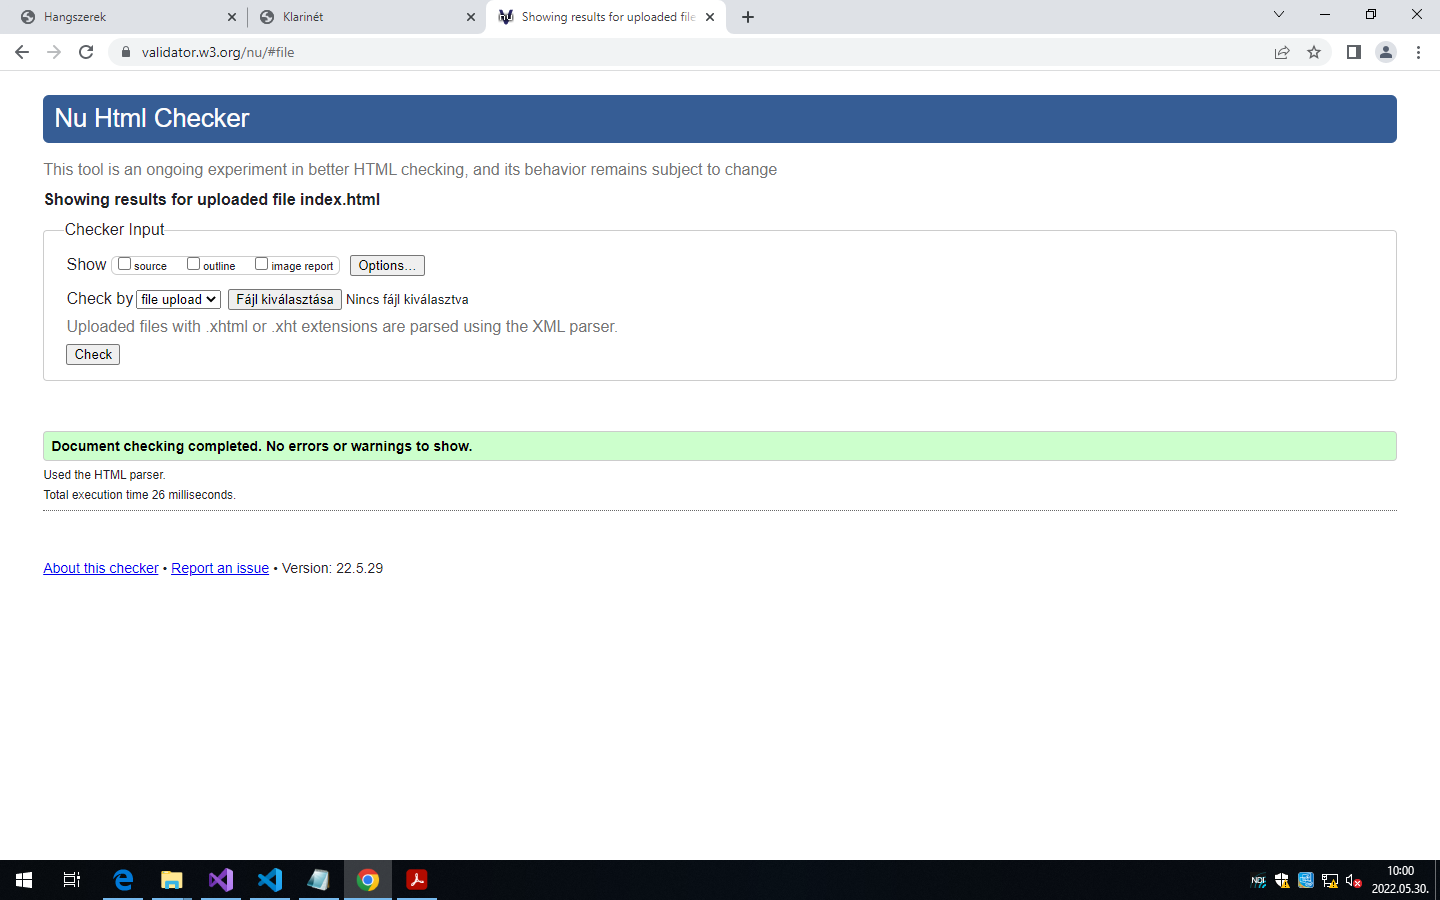 Hangszerek
Klarinét
Showing results for uploaded file
validator.w3.org/nu/#file
Nu Html Checker
This tool is an ongoing experiment in better HTML checking, and its behavior remains subject to change
Showing results for uploaded file index.html
Checker Input
Show source outline image report Options...
Check by file upload Fájl kiválasztása Nincs fájl kiválasztva
Uploaded files with .xhtml or .xht extensions are parsed using the XML parser.
Check
Document checking completed. No errors or warnings to show.
Used the HTML parser.
Total execution time 26 milliseconds.
About this checker • Report an issue • Version: 22.5.29
10:00
2022.05.30.